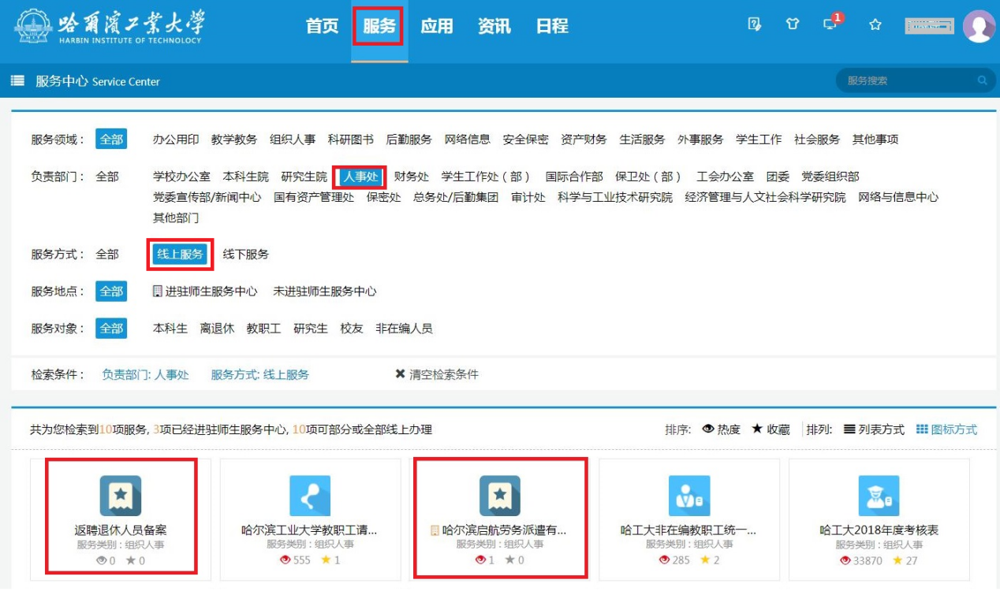 哈爾濱工業大學
HARBIN INSTITUTE OF TECHNOLOGY
首页 服务 应用 资讯 日程
1
服务中心 Service Center
服务搜索
服务领域: 全部 办公用印 教学教务 组织人事 科研图书 后勤服务 网络信息 安全保密 资产财务 生活服务 外事服务 学生工作 社会服务 其他事项
负责部门: 全部 学校办公室 本科生院 研究生院 人事处 财务处 学生工作处（部） 国际合作部 保卫处（部） 工会办公室 团委 党委组织部
党委宣传部/新闻中心 国有资产管理处 保密处 总务处/后勤集团 审计处 科学与工业技术研究院 经济管理与人文社会科学研究院 网络与信息中心
其他部门
服务方式: 全部 线上服务 线下服务
服务地点: 全部 进驻师生服务中心 未进驻师生服务中心
服务对象: 全部 本科生 离退休 教职工 研究生 校友 非在编人员
检索条件: 负责部门: 人事处 服务方式: 线上服务 清空检索条件
共为您检索到10项服务, 3项已经进驻师生服务中心, 10项可部分或全部线上办理
排序: 热度 收藏 排列: 列表方式 图标方式
返聘退休人员备案
服务类别：组织人事
0 0
哈尔滨工业大学教职工请...
服务类别：组织人事
555 1
哈尔滨启航劳务派遣有...
服务类别：组织人事
1 0
哈工大非在编教职工统一...
服务类别：组织人事
285 2
哈工大2018年度考核表
服务类别：组织人事
33870 27